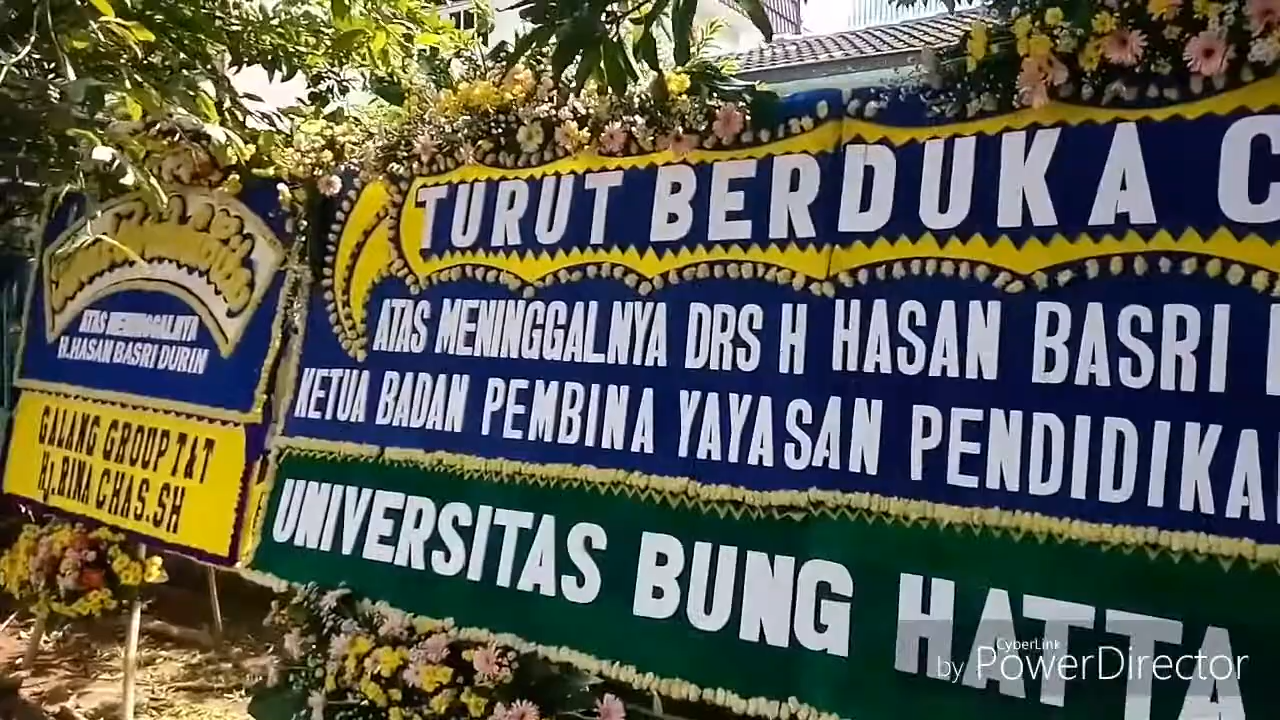 TURUT BERDUKA C
ATAS MENINGGALNYA DRS H HASAN BASRI
KETUA BADAN PEMBINA YAYASAN PENDIDIKA
UNIVERSITAS BUNG HATTA
ATAS MENINGGALNYA
H.HASAN BASRI DURIN
GALANG GROUP T&T
Hj.RINA CHAS.SH
CyberLink
by PowerDirector